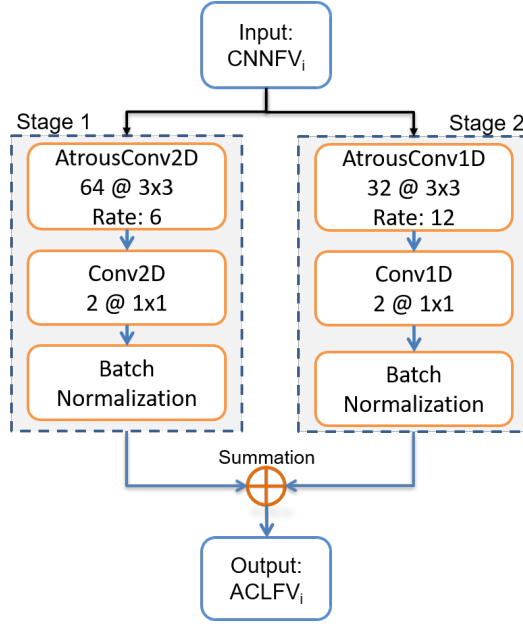 Input:
CNNFVi
Stage 1
AtrousConv2D
64 @ 3x3
Rate: 6
Conv2D
2 @ 1x1
Batch
Normalization
Stage 2
AtrousConv1D
32 @ 3x3
Rate: 12
Conv1D
2 @ 1x1
Batch
Normalization
Summation
Output:
ACLFVi